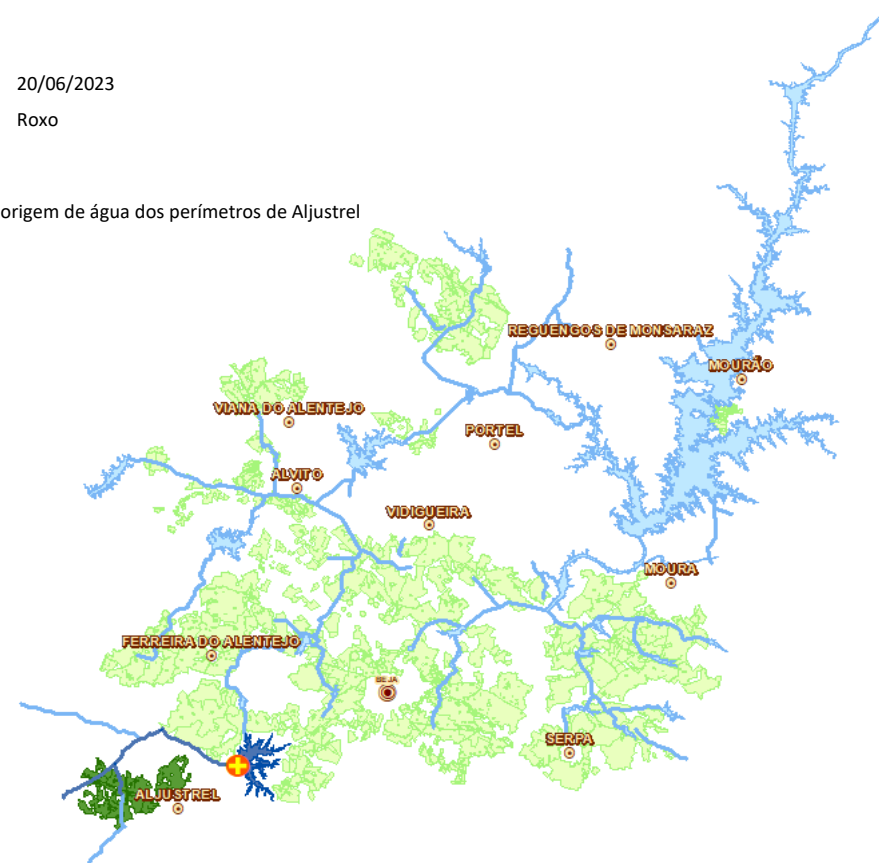 20/06/2023
Roxo
origem de água dos perímetros de Aljustrel
REGUENGOS DE MONSARAZ
MOURÃO
VIANA DO ALENTEJO
PORTEL
ALVITO
VIDIGUEIRA
MOURA
FERREIRA DO ALENTEJO
BEJA
SERPA
ALJUSTREL